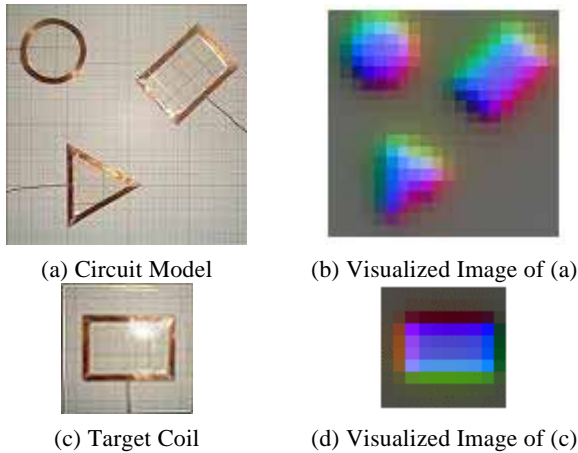 (a) Circuit Model
(b) Visualized Image of (a)
(c) Target Coil
(d) Visualized Image of (c)